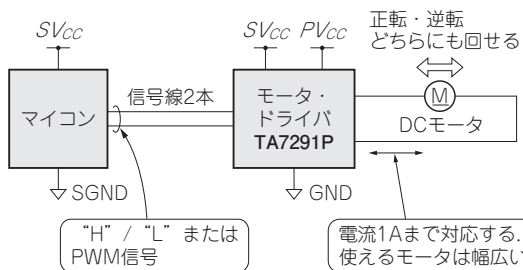 正転・逆転
どちらにも回せる
SVCC
SVCC PVCC
マイコン
信号線2本
モータ・
ドライバ
TA7291P
M
DCモータ
SGND
GND
"H" / "L" または
PWM信号
電流1Aまで対応する.
使えるモータは幅広い